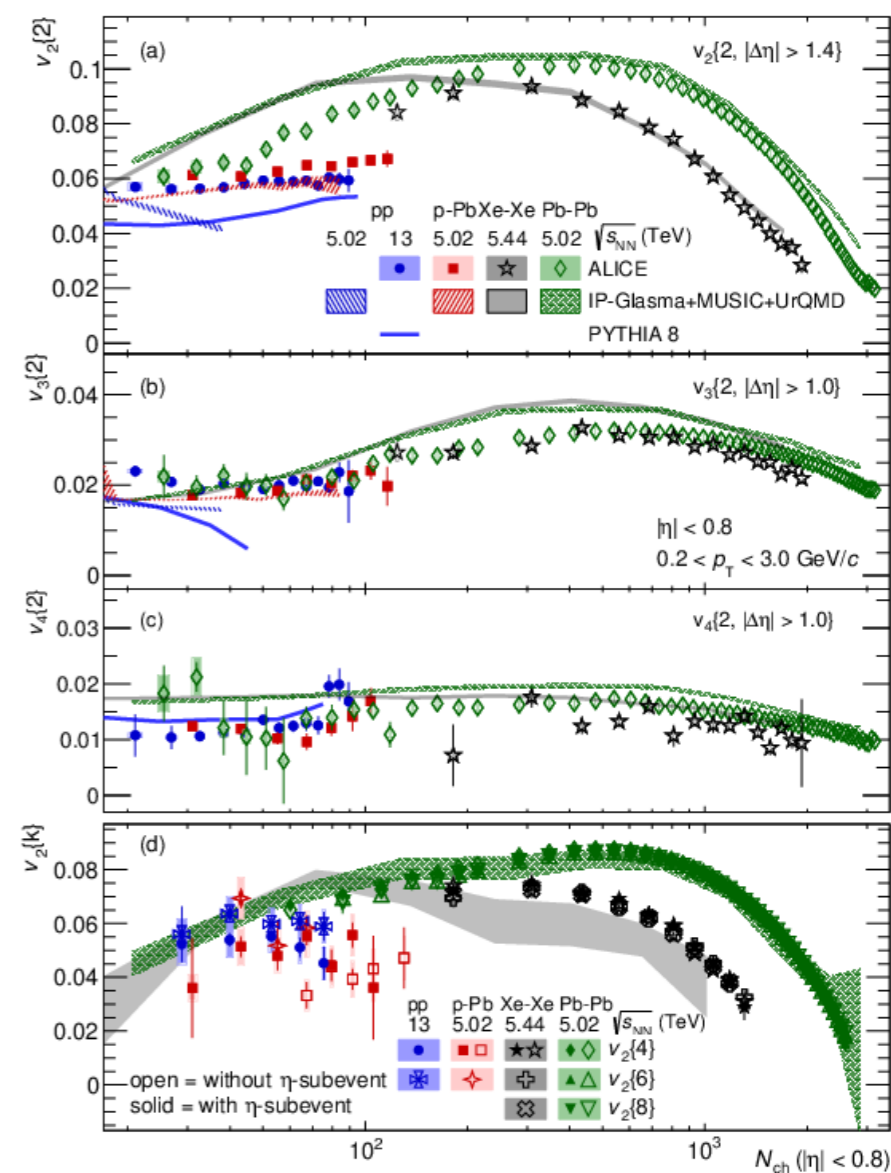 v₂{2}
(a)
v₂{2, |Δη| > 1.4}
0.1
0.08
0.06
0.04
0.02
0
pp p-Pb Xe-Xe Pb-Pb
5.02 13 5.02 5.44 5.02 √s_NN (TeV)
ALICE
IP-Glasma+MUSIC+UrQMD
PYTHIA 8
v₃{2}
(b)
v₃{2, |Δη| > 1.0}
0.04
0.02
0
|η| < 0.8
0.2 < p_T < 3.0 GeV/c
v₄{2}
(c)
v₄{2, |Δη| > 1.0}
0.03
0.02
0.01
0
v₂{k}
(d)
0.08
0.06
0.04
0.02
0
pp p-Pb Xe-Xe Pb-Pb
13 5.02 5.44 5.02 √s_NN (TeV)
v₂{4}
v₂{6}
v₂{8}
open = without η-subevent
solid = with η-subevent
10² 10³
N_ch (|η| < 0.8)